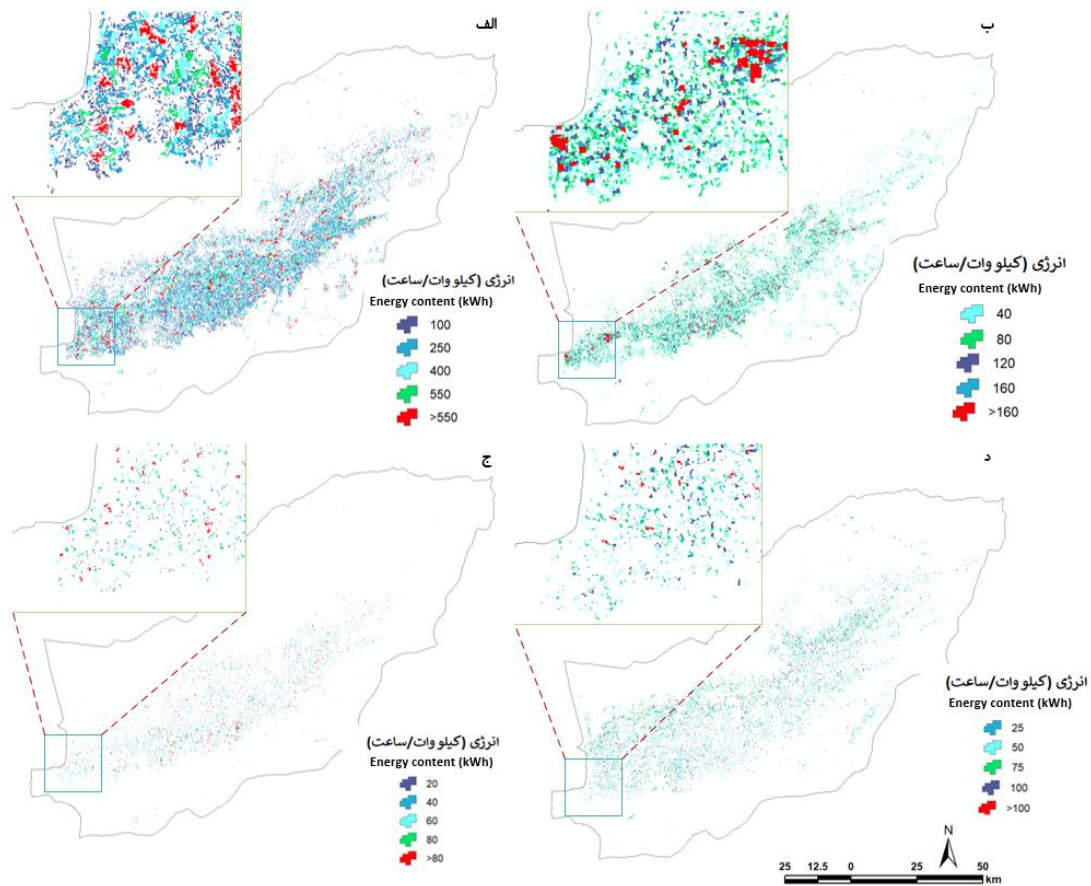 الف
انرژی (کیلو وات/ساعت)
Energy content (kWh)
100
250
400
550
>550
ب
انرژی (کیلو وات/ساعت)
Energy content (kWh)
40
80
120
160
>160
ج
انرژی (کیلو وات/ساعت)
Energy content (kWh)
20
40
60
80
>80
د
انرژی (کیلو وات/ساعت)
Energy content (kWh)
25
50
75
100
>100
N
25 12.5 0 25 50
km